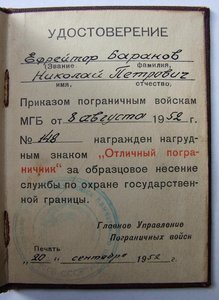 УДОСТОВЕРЕНИЕ
Ефрейтор Баранов
(Звание фамилия,
Николай Петрович
имя, отчество.
Приказом пограничным войскам
МГБ от „8 августа 1952 г.
№ 148 награжден нагруд-
ным знаком „Отличный погра-
ничник“ за образцовое несение
службы по охране государствен-
ной границы.
Главное Управление
Пограничных войск
Печать
„20“ сентября 1952 г.